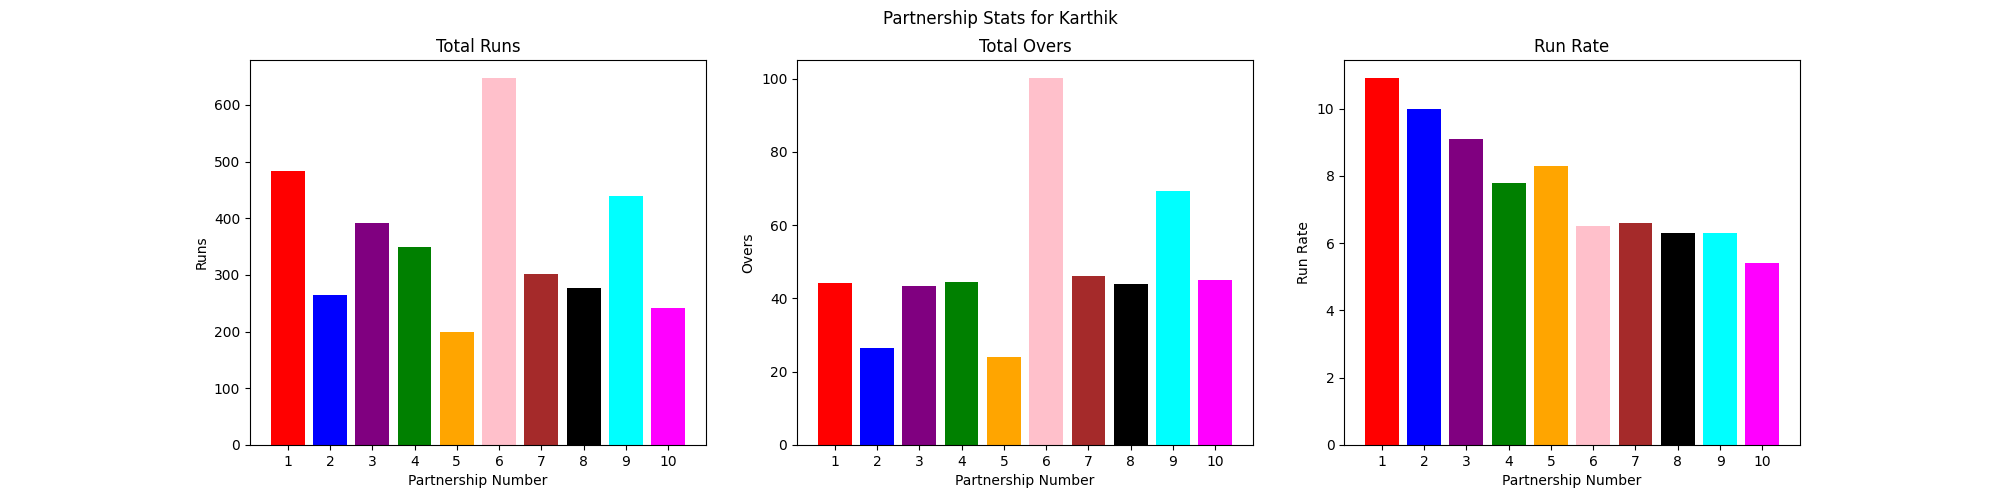 Partnership Stats for Karthik
Total Runs
600
500
400
300
200
100
0
Runs
1 2 3 4 5 6 7 8 9 10
Partnership Number
Total Overs
100
80
60
40
20
0
Overs
1 2 3 4 5 6 7 8 9 10
Partnership Number
Run Rate
10
8
6
4
2
0
Run Rate
1 2 3 4 5 6 7 8 9 10
Partnership Number